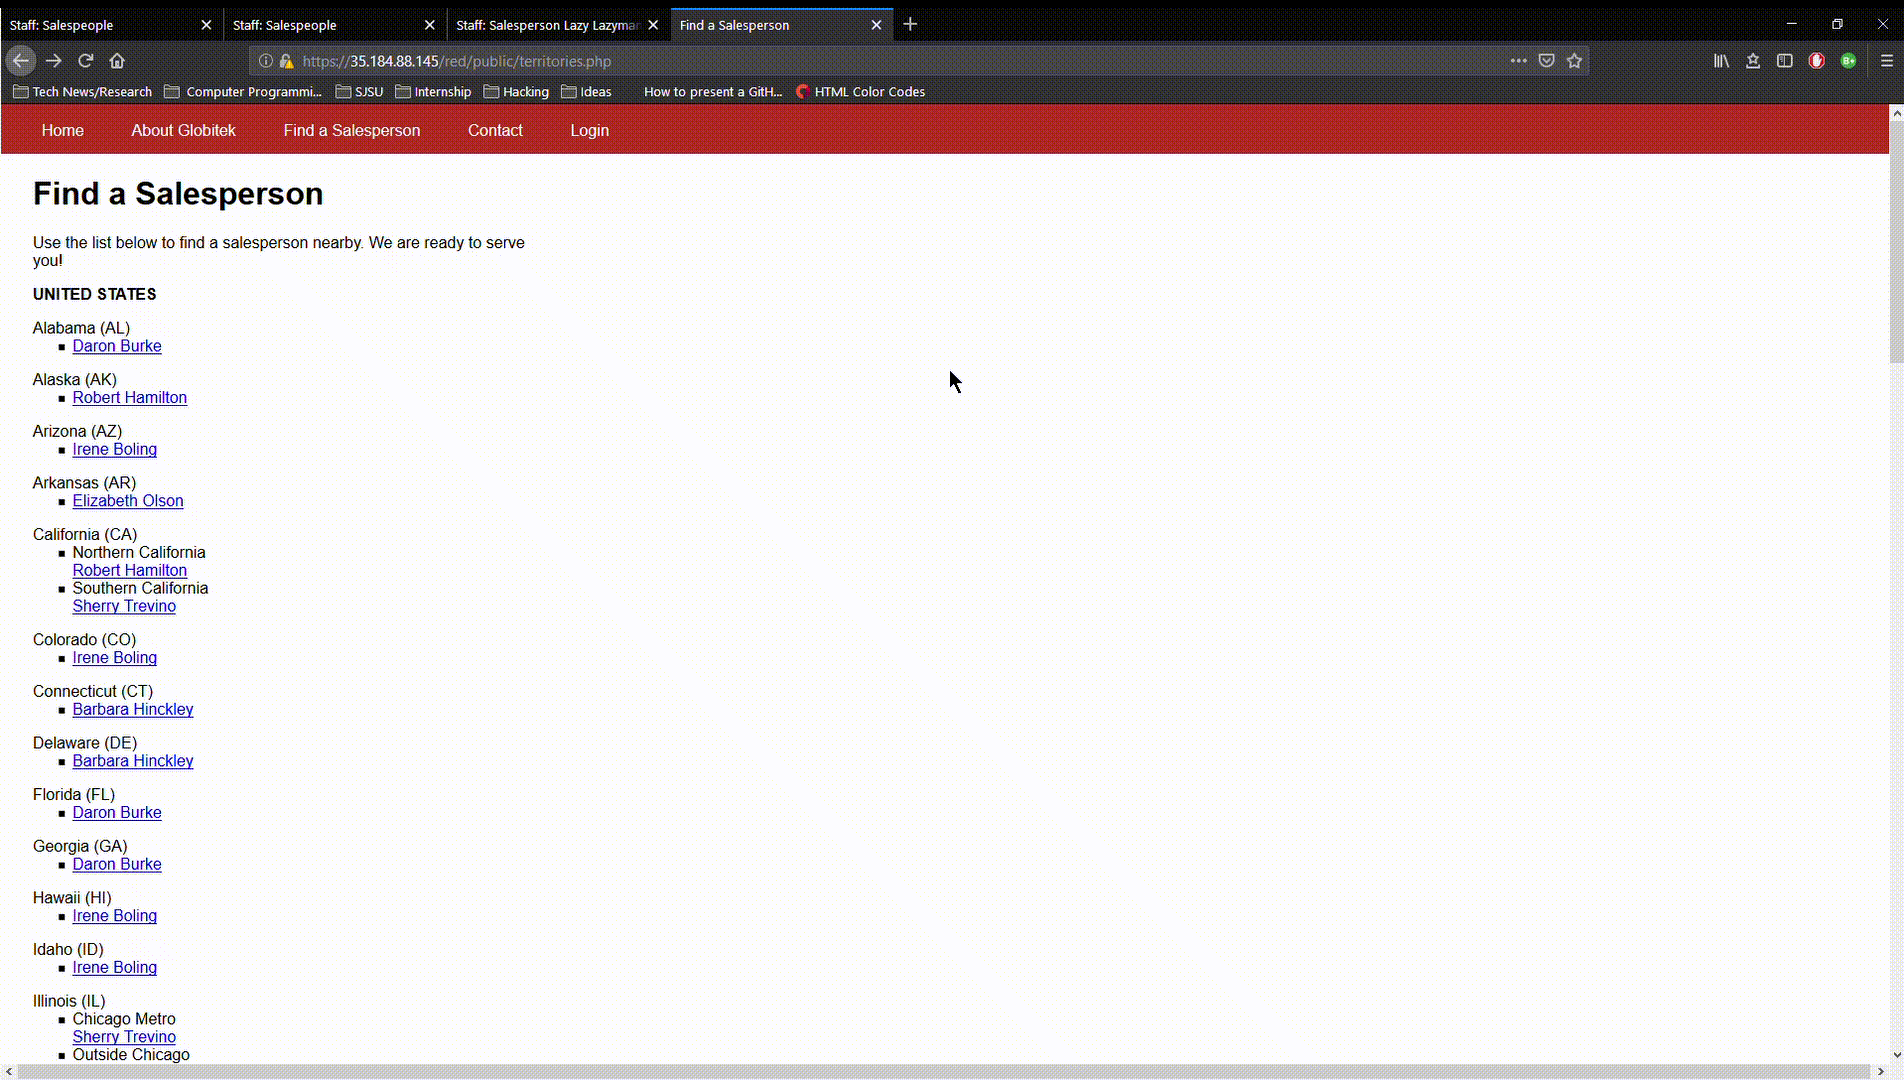 Staff: Salespeople
Staff: Salespeople
Staff: Salesperson Lazy Lazyman
Find a Salesperson
https://35.184.88.145/red/public/territories.php
Tech News/Research
Computer Programmi...
SJSU
Internship
Hacking
Ideas
How to present a GitH...
HTML Color Codes
Home
About Globitek
Find a Salesperson
Contact
Login
Find a Salesperson
Use the list below to find a salesperson nearby. We are ready to serve
you!
UNITED STATES
Alabama (AL)
Daron Burke
Alaska (AK)
Robert Hamilton
Arizona (AZ)
Irene Boling
Arkansas (AR)
Elizabeth Olson
California (CA)
Northern California
Robert Hamilton
Southern California
Sherry Trevino
Colorado (CO)
Irene Boling
Connecticut (CT)
Barbara Hinckley
Delaware (DE)
Barbara Hinckley
Florida (FL)
Daron Burke
Georgia (GA)
Daron Burke
Hawaii (HI)
Irene Boling
Idaho (ID)
Irene Boling
Illinois (IL)
Chicago Metro
Sherry Trevino
Outside Chicago